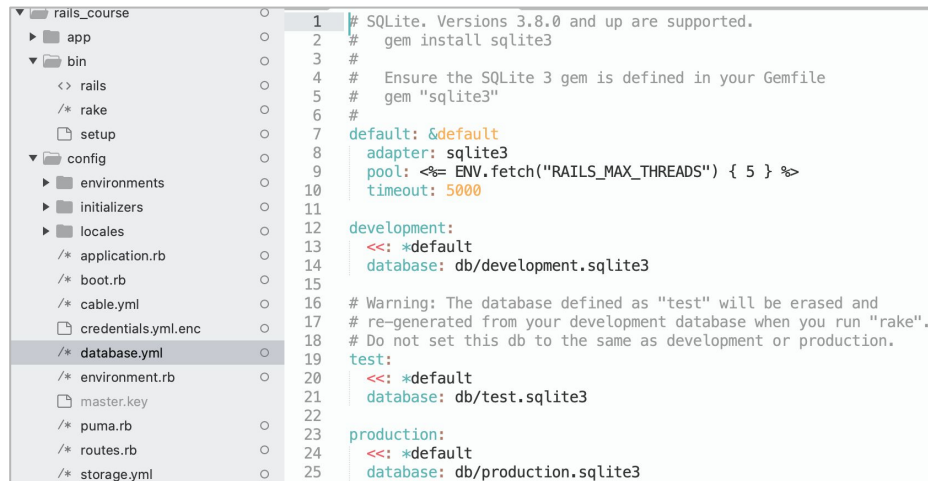 rails_course
app
bin
<> rails
/* rake
setup
config
environments
initializers
locales
/* application.rb
/* boot.rb
/* cable.yml
credentials.yml.enc
/* database.yml
/* environment.rb
master.key
/* puma.rb
/* routes.rb
/* storage.yml
1 # SQLite. Versions 3.8.0 and up are supported.
2 #   gem install sqlite3
3 #
4 #   Ensure the SQLite 3 gem is defined in your Gemfile
5 #   gem "sqlite3"
6 #
7 default: &default
8   adapter: sqlite3
9   pool: <%= ENV.fetch("RAILS_MAX_THREADS") { 5 } %>
10   timeout: 5000
11
12 development:
13   <<: *default
14   database: db/development.sqlite3
15
16 # Warning: The database defined as "test" will be erased and
17 # re-generated from your development database when you run "rake".
18 # Do not set this db to the same as development or production.
19 test:
20   <<: *default
21   database: db/test.sqlite3
22
23 production:
24   <<: *default
25   database: db/production.sqlite3